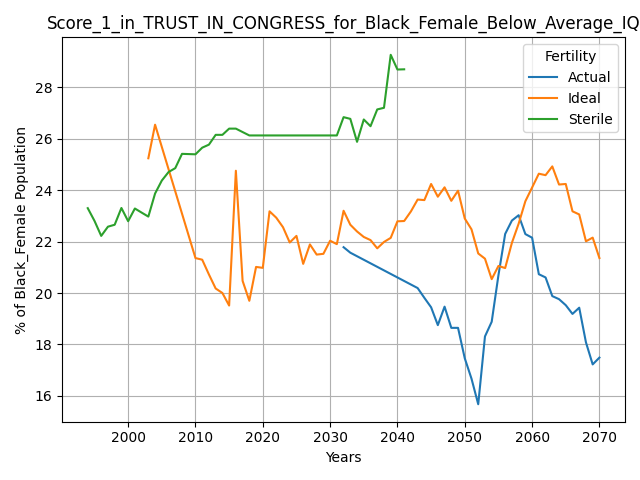 Score_1_in_TRUST_IN_CONGRESS_for_Black_Female_Below_Average_IQ
Fertility
Actual
Ideal
Sterile
28
26
24
22
20
18
16
% of Black_Female Population
2000
2010
2020
2030
2040
2050
2060
2070
Years